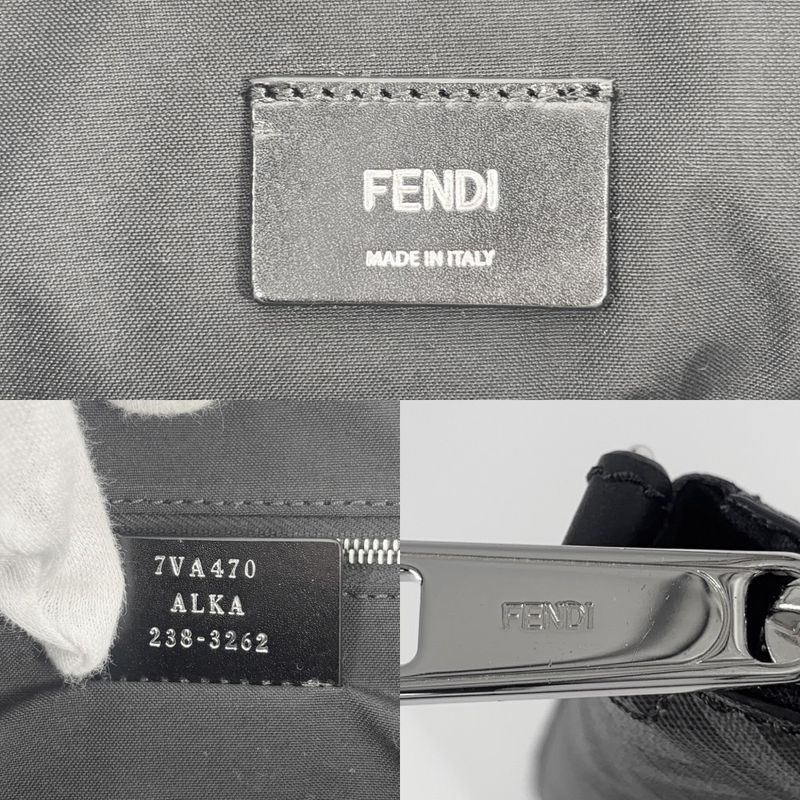 FENDI
MADE IN ITALY
7VA470
ALKA
238-3262
FENDI